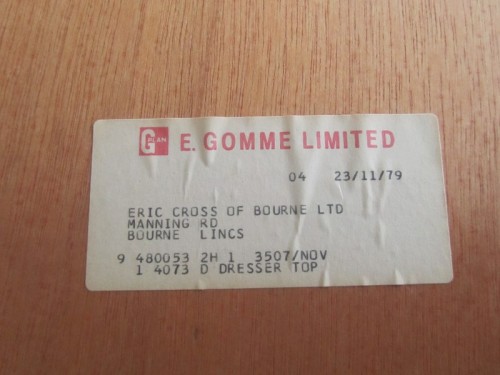 G PLAN E. GOMME LIMITED
04 23/11/79
ERIC CROSS OF BOURNE LTD
MANNING RD
BOURNE LINCS
9 480053 2H 1 3507/NOV
1 4073 D DRESSER TOP